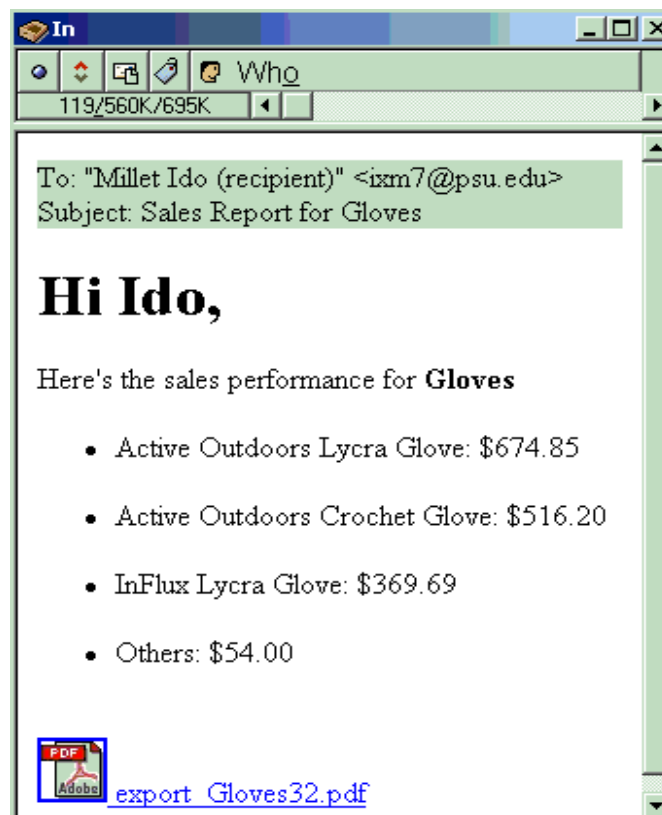 In
Who
119/560K/695K
To: "Millet Ido (recipient)" <ixm7@psu.edu>
Subject: Sales Report for Gloves
Hi Ido,
Here's the sales performance for Gloves
• Active Outdoors Lycra Glove: $674.85
• Active Outdoors Crochet Glove: $516.20
• InFlux Lycra Glove: $369.69
• Others: $54.00
PDF
Adobe
export_Gloves32.pdf